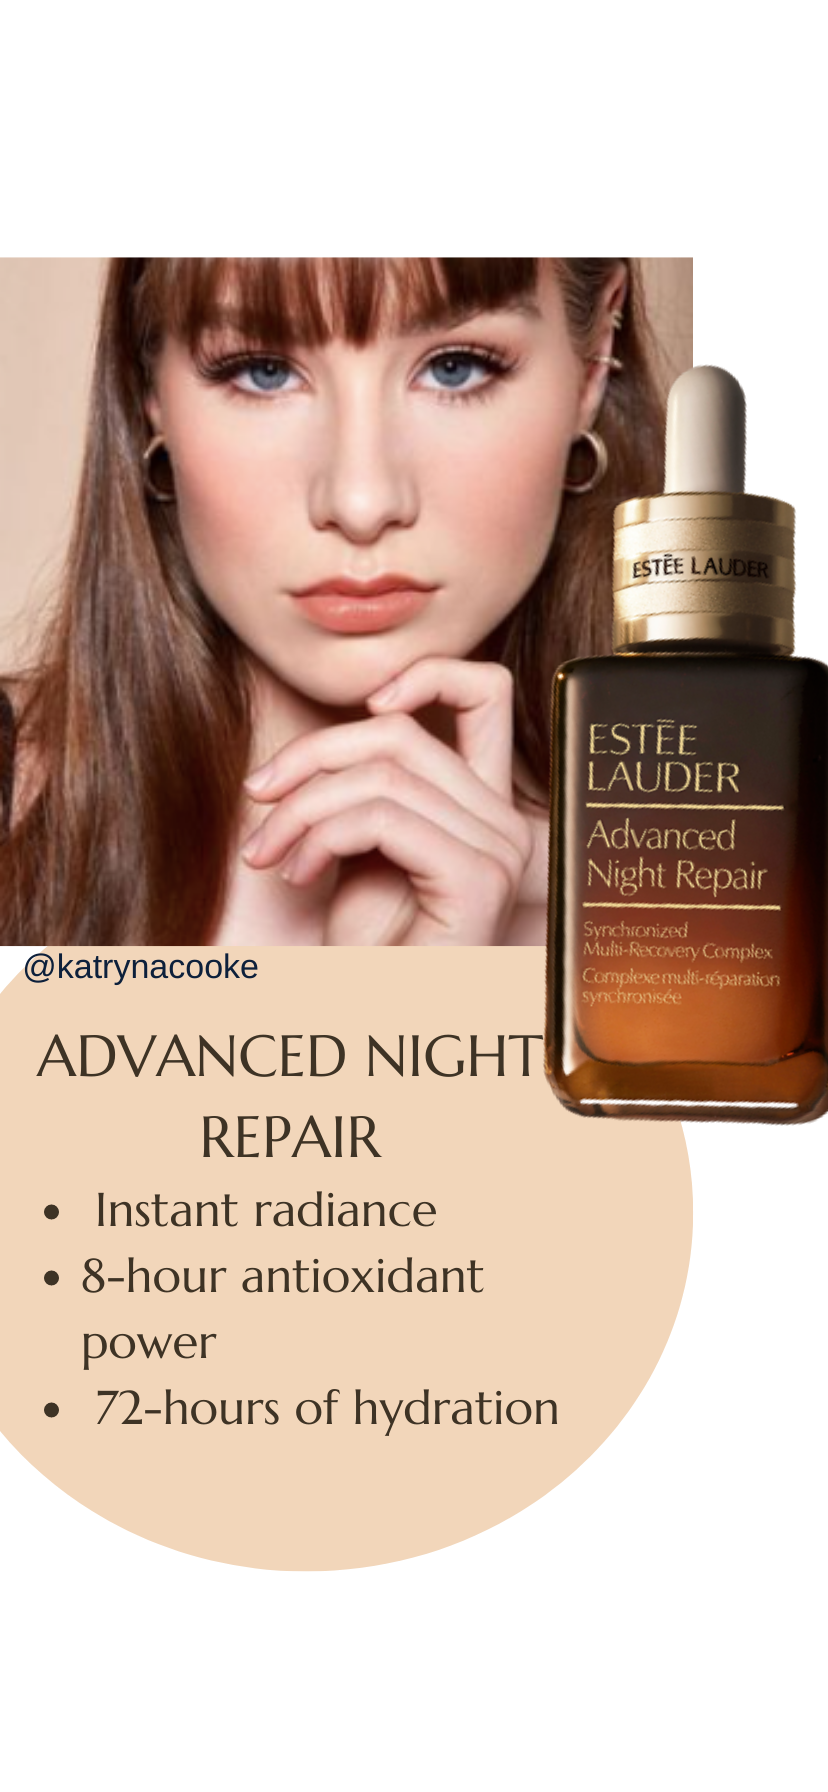 ESTĒE LAUDER
ESTĒE
LAUDER
Advanced
Night Repair
Synchronized
Multi-Recovery Complex
Complexe multi-réparation
synchronisée
@katrynacooke
ADVANCED NIGHT
REPAIR
• Instant radiance
• 8-hour antioxidant
power
• 72-hours of hydration